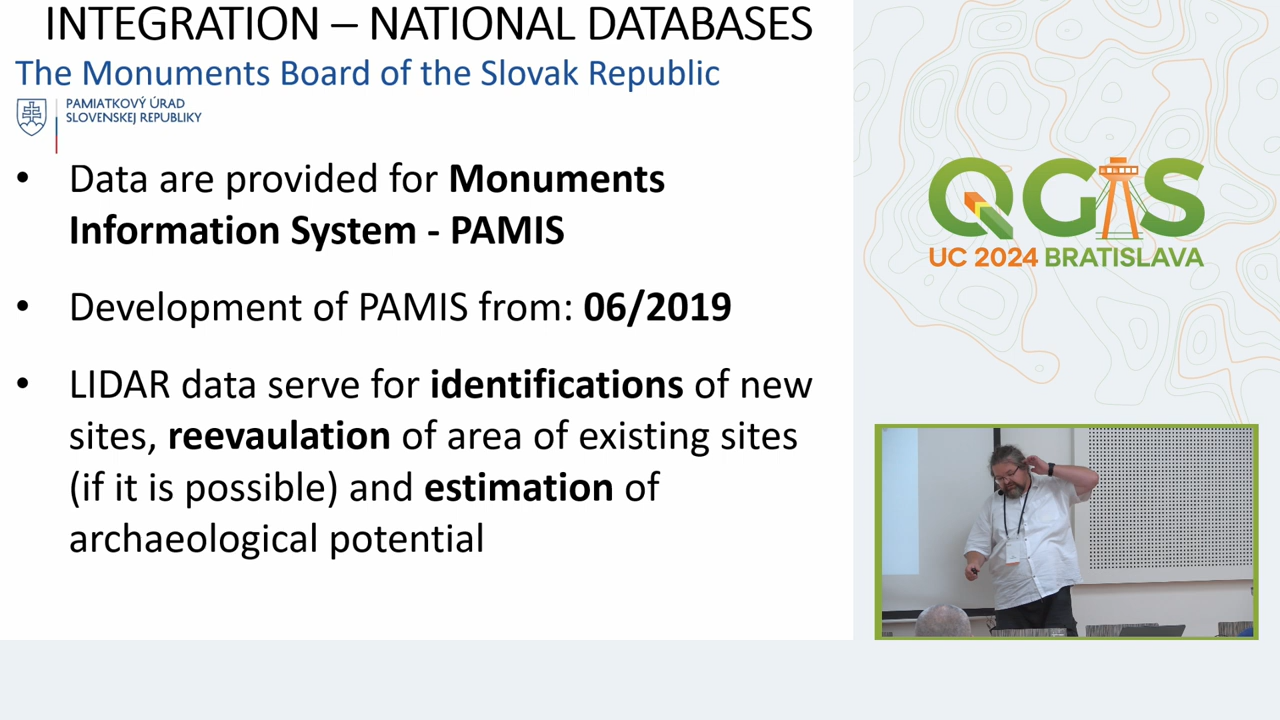 INTEGRATION – NATIONAL DATABASES
The Monuments Board of the Slovak Republic
PAMIATKOVÝ ÚRAD
SLOVENSKEJ REPUBLIKY
• Data are provided for Monuments
Information System - PAMIS
• Development of PAMIS from: 06/2019
• LIDAR data serve for identifications of new
sites, reevaulation of area of existing sites
(if it is possible) and estimation of
archaeological potential
QGIS
UC 2024 BRATISLAVA